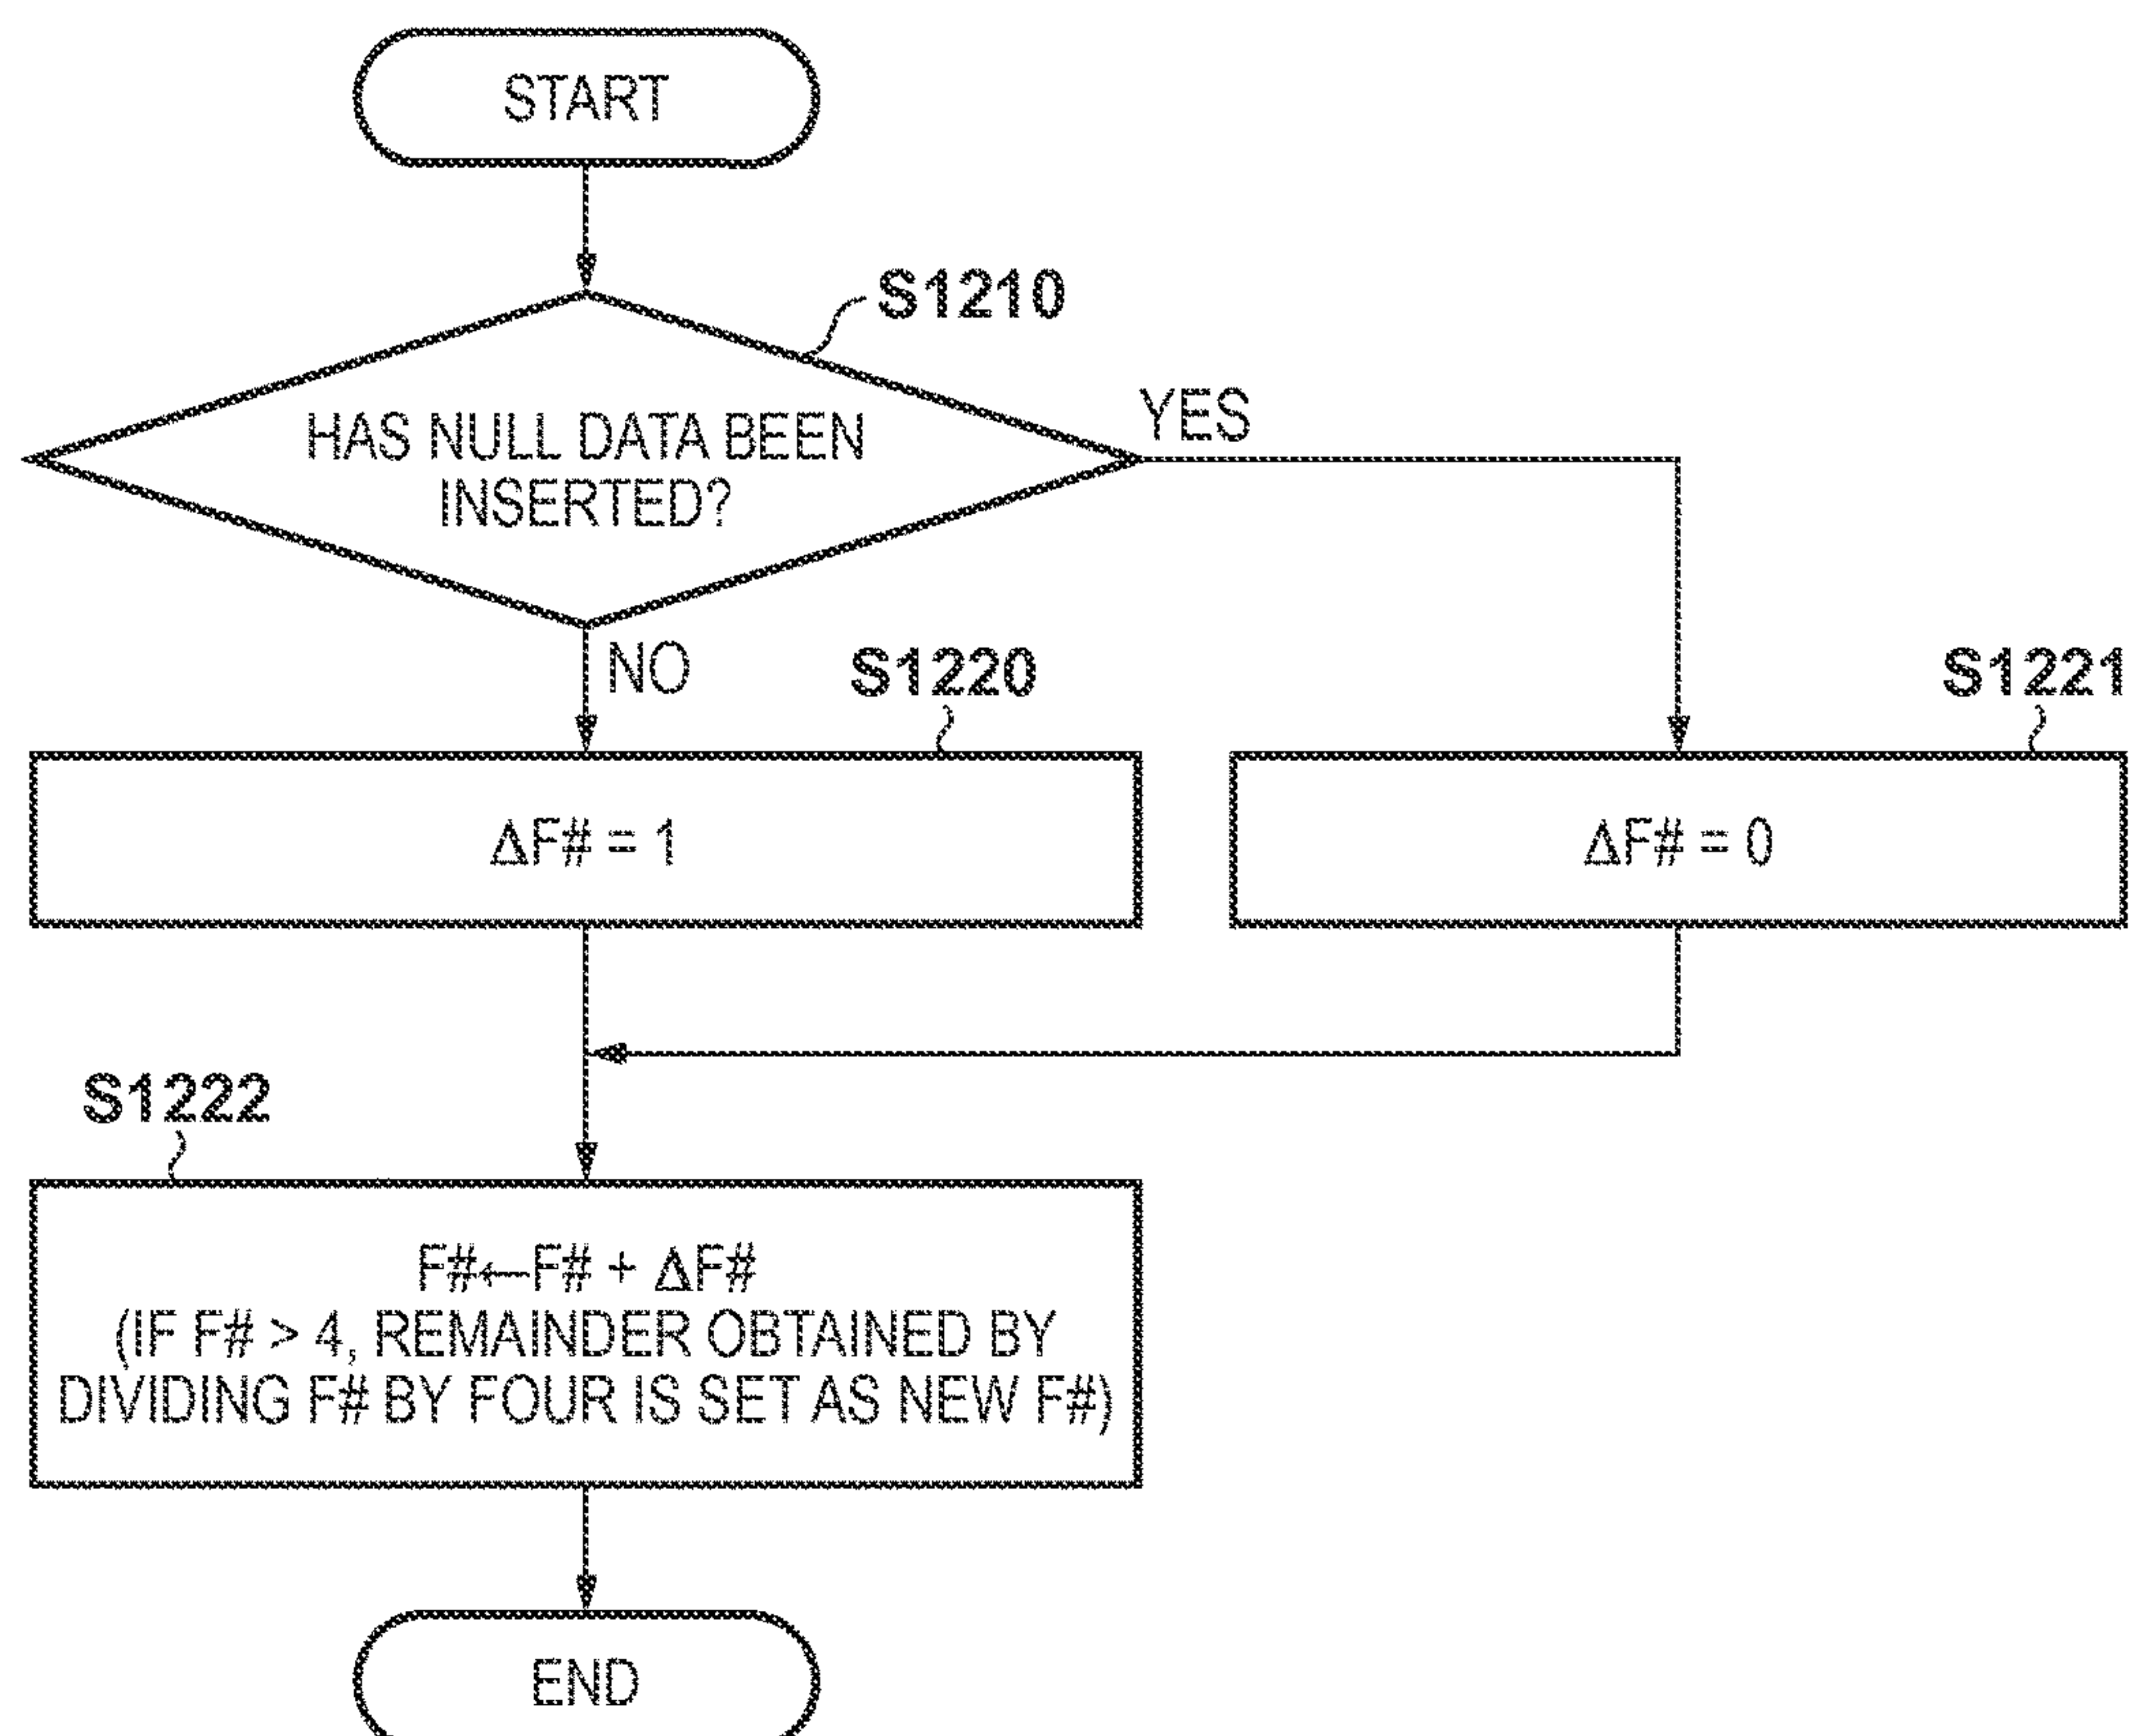 START
S1210
HAS NULL DATA BEEN
INSERTED?
YES
NO
S1220
S1221
ΔF# = 1
ΔF# = 0
S1222
F#←F# + ΔF#
(IF F# > 4, REMAINDER OBTAINED BY
DIVIDING F# BY FOUR IS SET AS NEW F#)
END